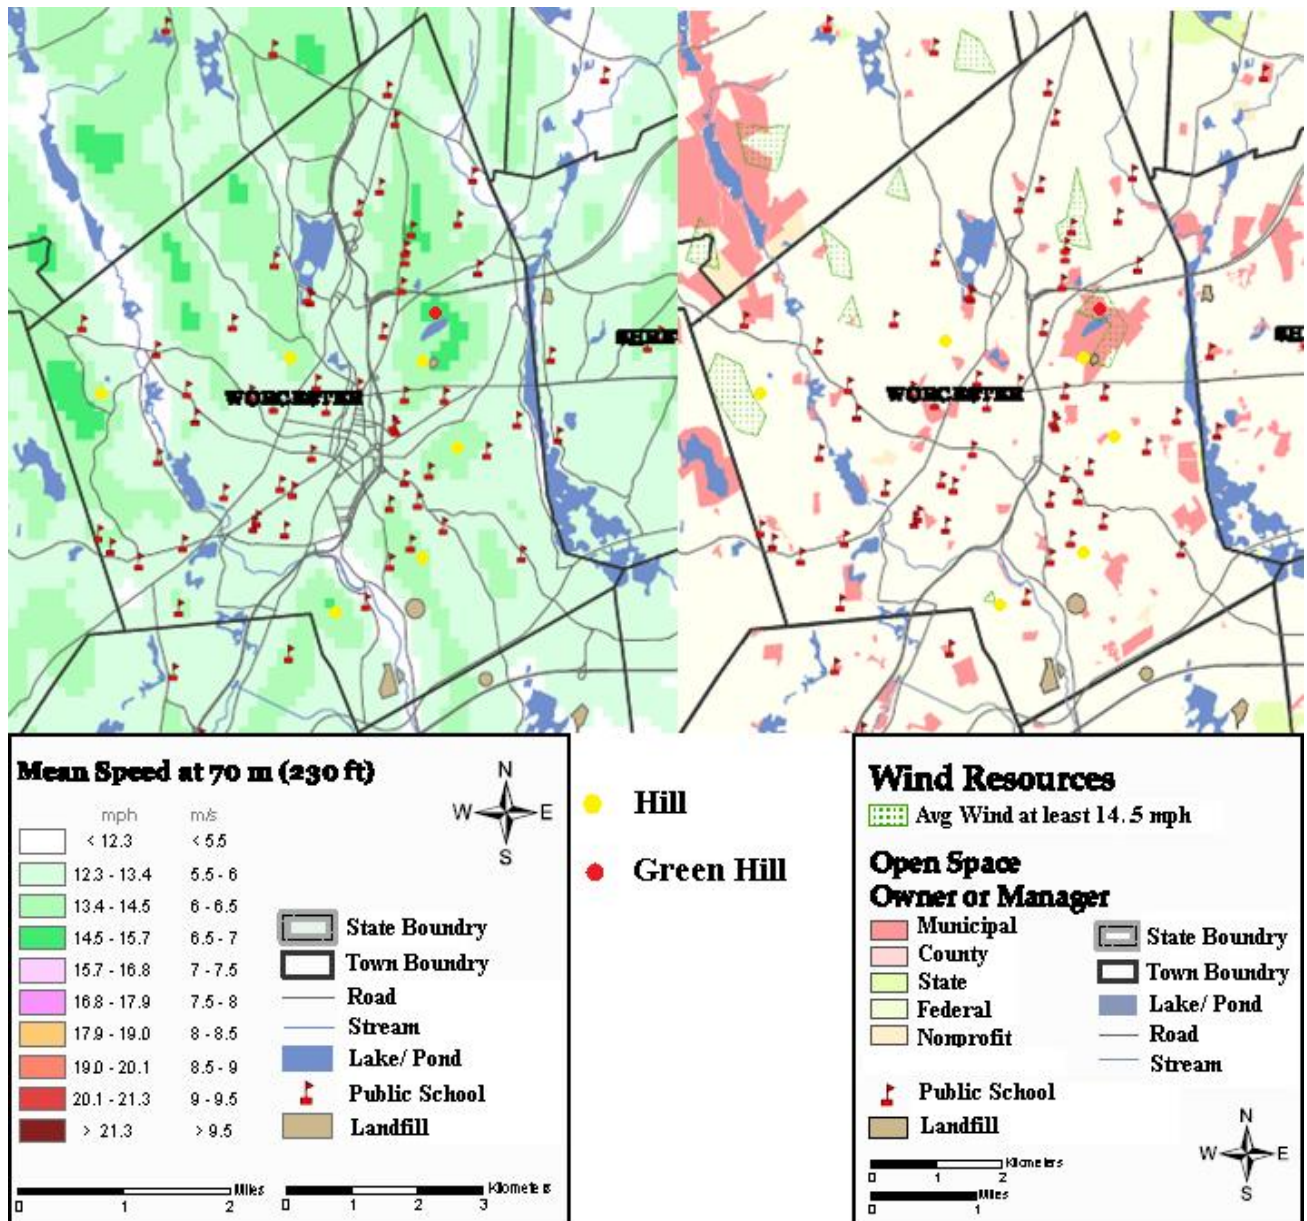 WORCESTER
WORCESTER
Mean Speed at 70 m (230 ft)
mph m/s
< 12.3 < 5.5
12.3 - 13.4 5.5 - 6
13.4 - 14.5 6 - 6.5
14.5 - 15.7 6.5 - 7
15.7 - 16.8 7 - 7.5
16.8 - 17.9 7.5 - 8
17.9 - 19.0 8 - 8.5
19.0 - 20.1 8.5 - 9
20.1 - 21.3 9 - 9.5
> 21.3 > 9.5
N
W E
S
State Boundry
Town Boundry
Road
Stream
Lake/ Pond
Public School
Landfill
0 1 2 Miles
0 1 2 3 Kilometers
Hill
Green Hill
Wind Resources
Avg Wind at least 14.5 mph
Open Space
Owner or Manager
Municipal
County
State
Federal
Nonprofit
State Boundry
Town Boundry
Lake/ Pond
Road
Stream
Public School
Landfill
0 1 2 Kilometers
0 1 Miles
N
W E
S